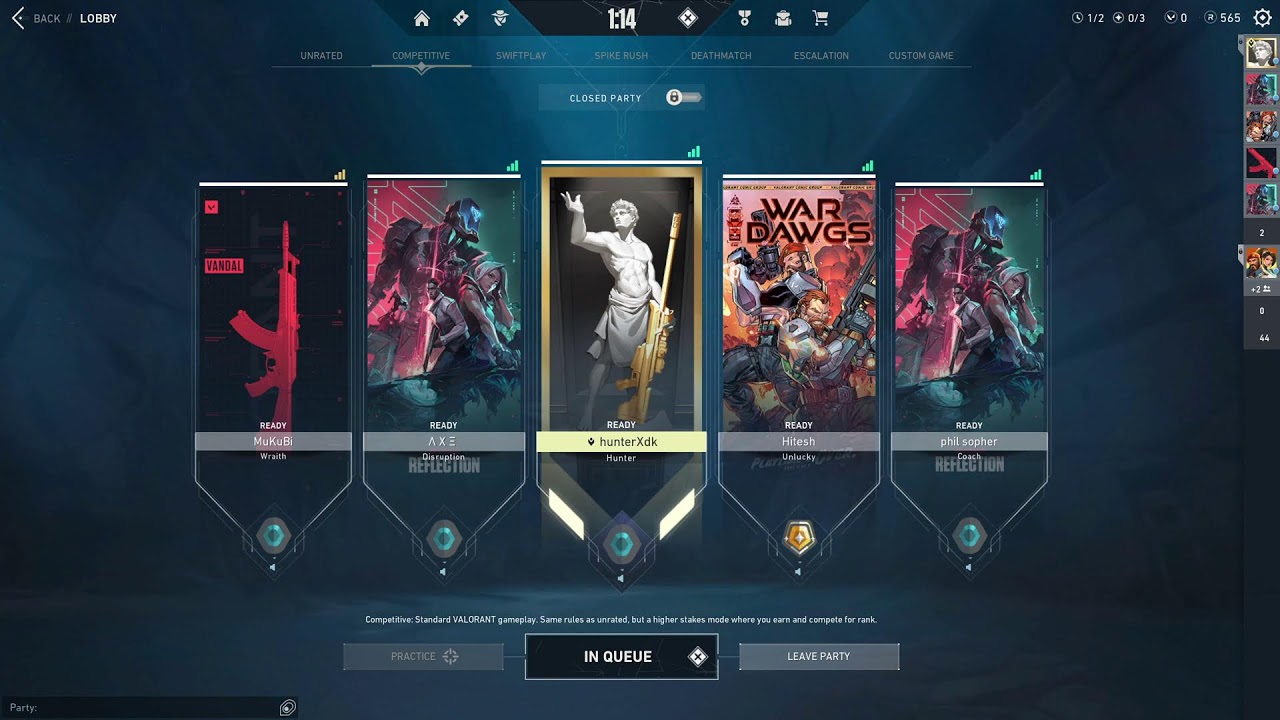 BACK // LOBBY
1:14
1/2 0/3 0 R 565
UNRATED COMPETITIVE SWIFTPLAY SPIKE RUSH DEATHMATCH ESCALATION CUSTOM GAME
CLOSED PARTY
VANDAL
WAR
DAWGS
READY
MuKuBi
Wraith
READY
Λ X Ξ
Disruption
REFLECTION
READY
hunterXdk
Hunter
READY
Hitesh
Unlucky
READY
phil sopher
Coach
REFLECTION
2
+2
0
44
Competitive: Standard VALORANT gameplay. Same rules as unrated, but a higher stakes mode where you earn and compete for rank.
PRACTICE
IN QUEUE
LEAVE PARTY
Party: